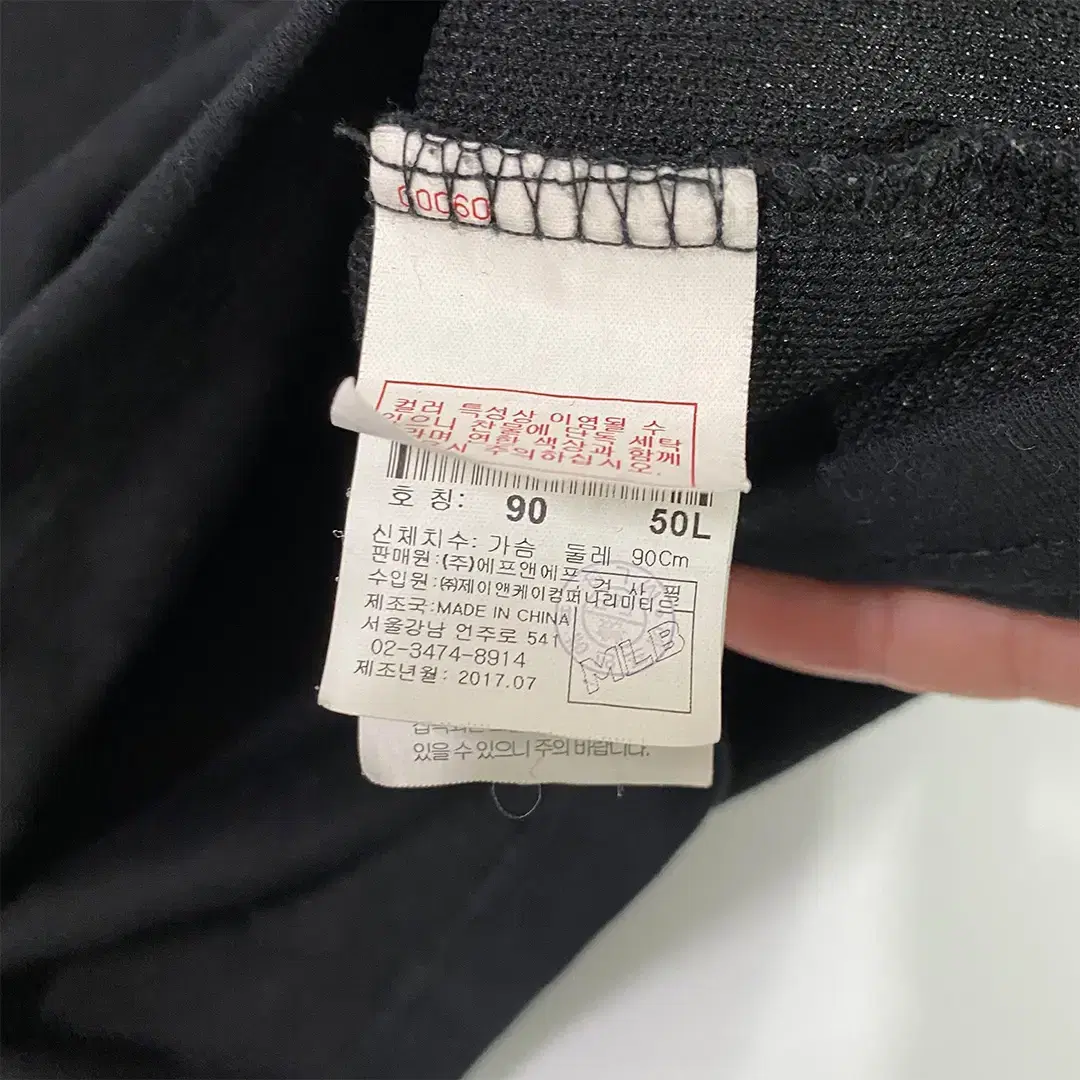 00060
컬러 특성상 이염될 수
있으니 찬물에 단독 세탁
연한 색상과 함께
주의하십시오.
호 칭: 90 50L
신체치수: 가슴 둘레 90Cm
판매원:(주)에프앤에프
수입원:㈜제이앤케이컴퍼니리미티드
제조국:MADE IN CHINA
서울강남 언주로 541
02-3474-8914
제조년월: 2017.07
검사필
MLB
있을 수 있으니 주의 바랍니다.